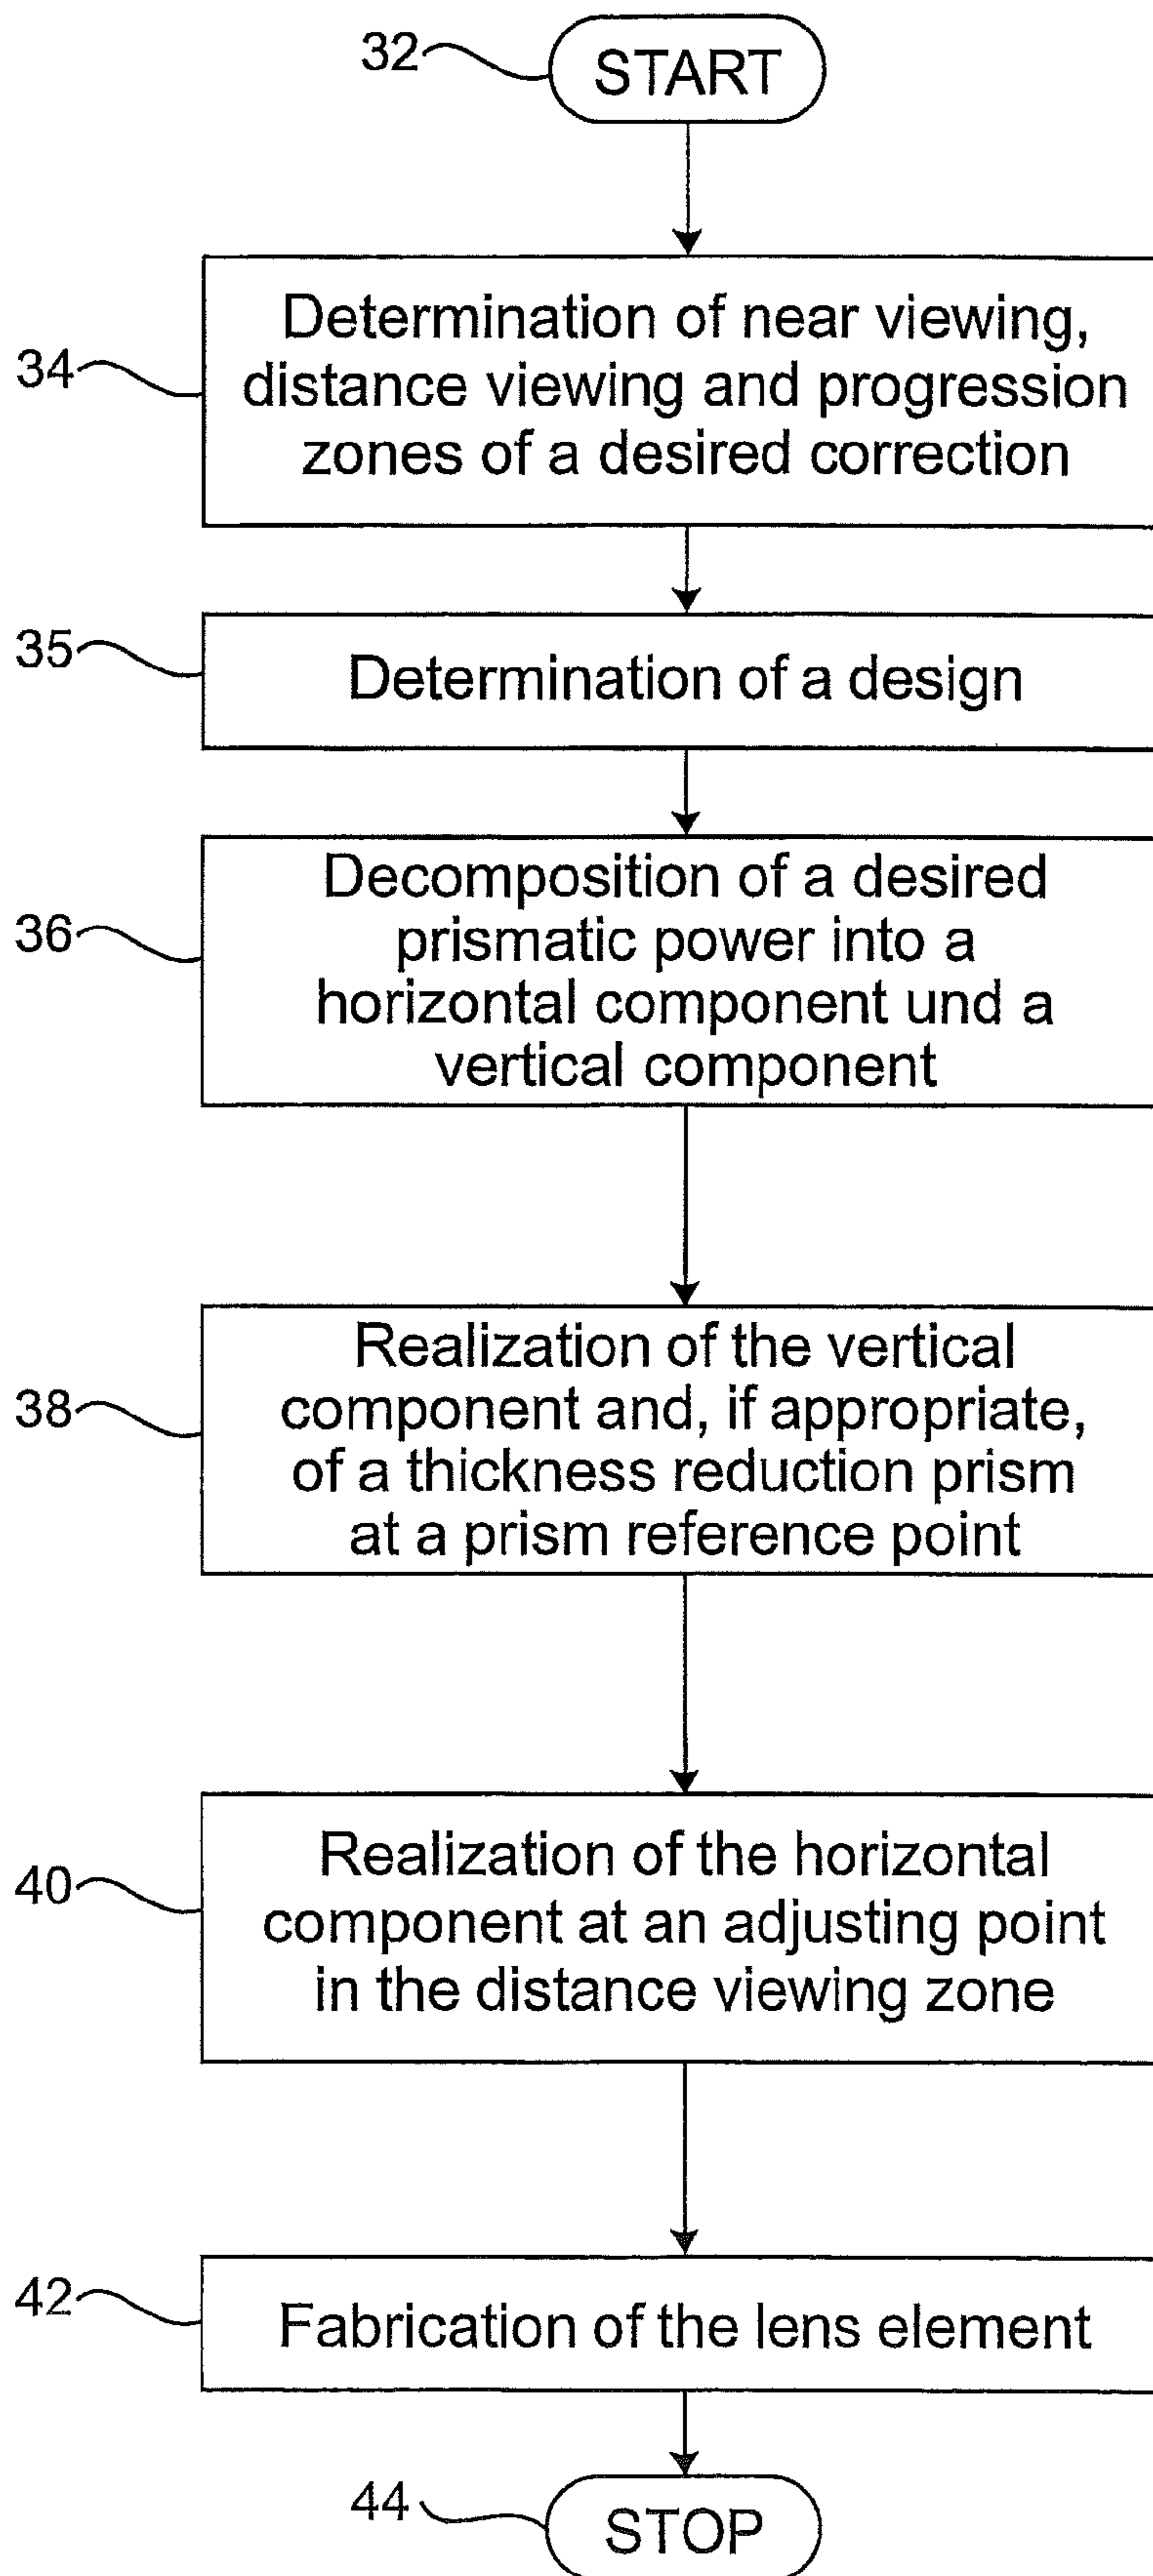 32
START
34
Determination of near viewing,
distance viewing and progression
zones of a desired correction
35
Determination of a design
36
Decomposition of a desired
prismatic power into a
horizontal component und a
vertical component
38
Realization of the vertical
component and, if appropriate,
of a thickness reduction prism
at a prism reference point
40
Realization of the horizontal
component at an adjusting point
in the distance viewing zone
42
Fabrication of the lens element
44
STOP